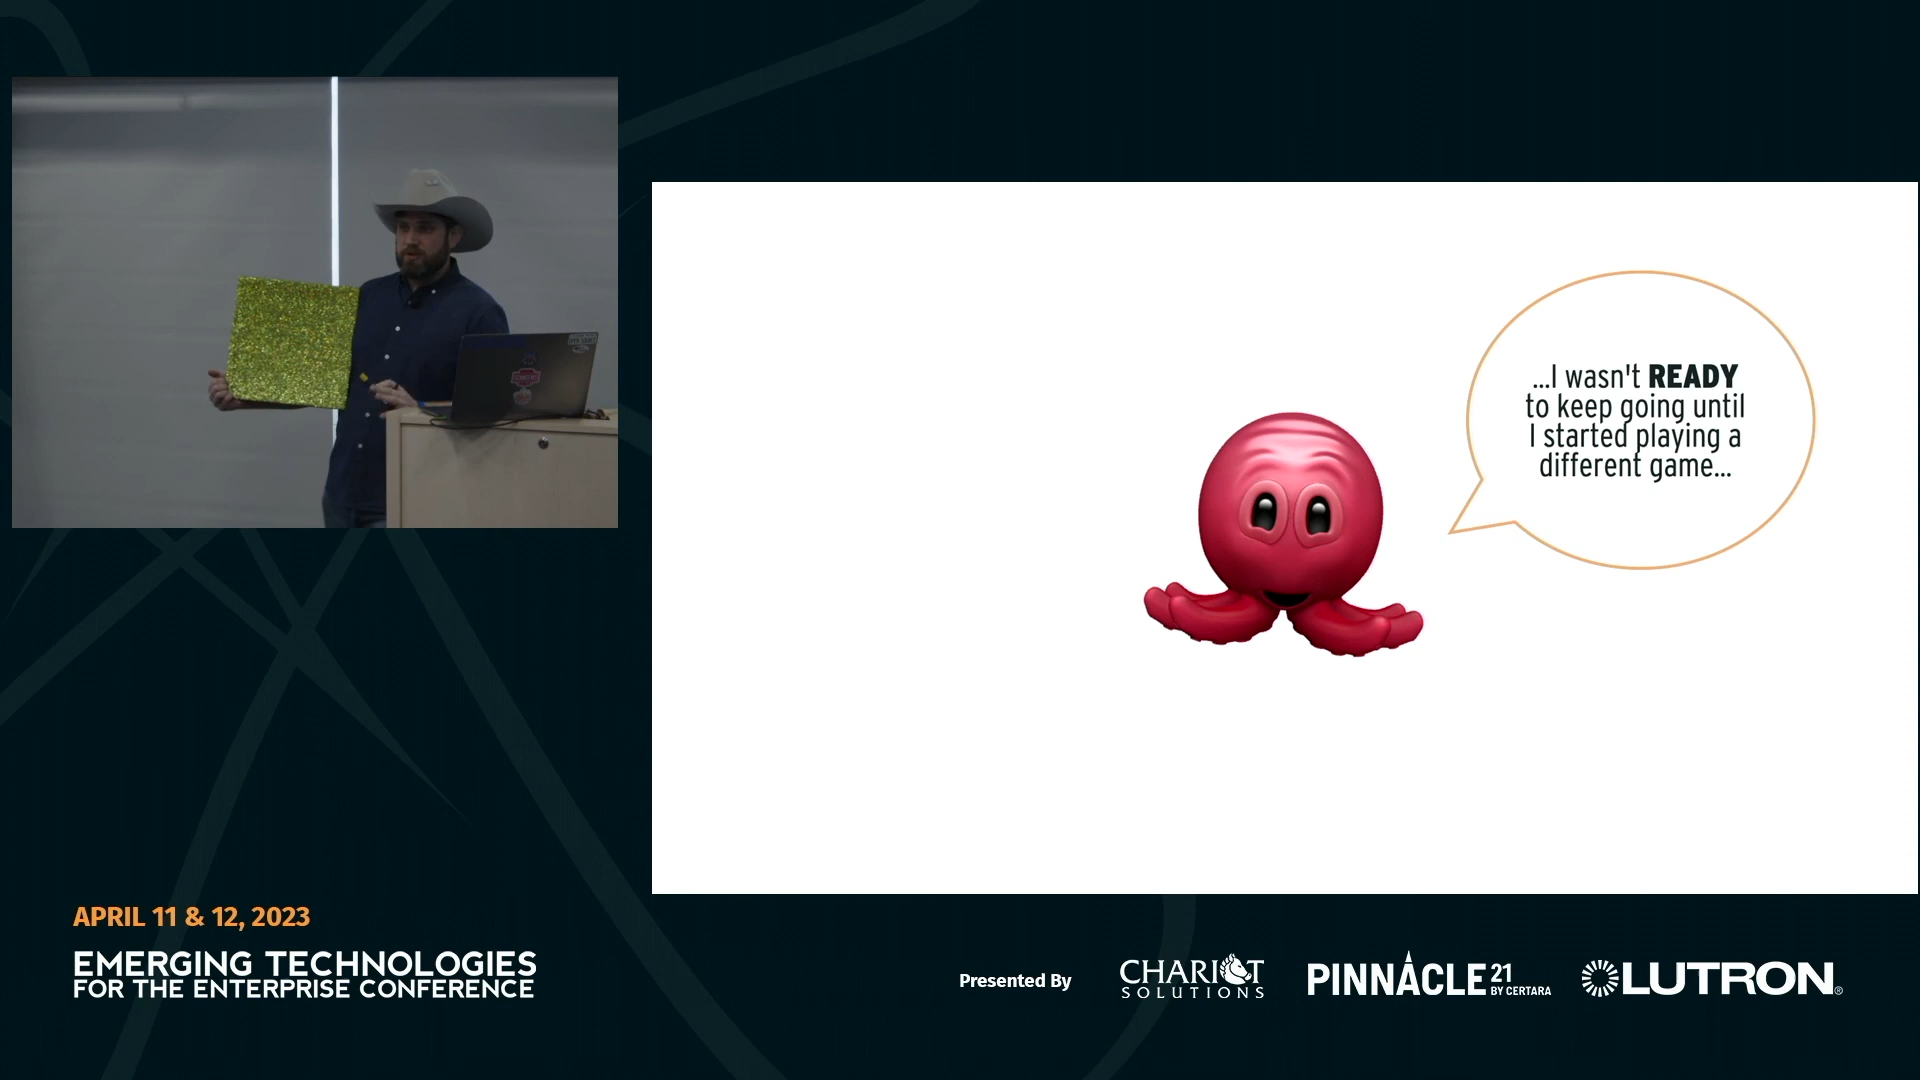 ...I wasn't READY
to keep going until
I started playing a
different game...
APRIL 11 & 12, 2023
EMERGING TECHNOLOGIES
FOR THE ENTERPRISE CONFERENCE
Presented By
CHARIOT
SOLUTIONS
PINNACLE 21
BY CERTARA
LUTRON®